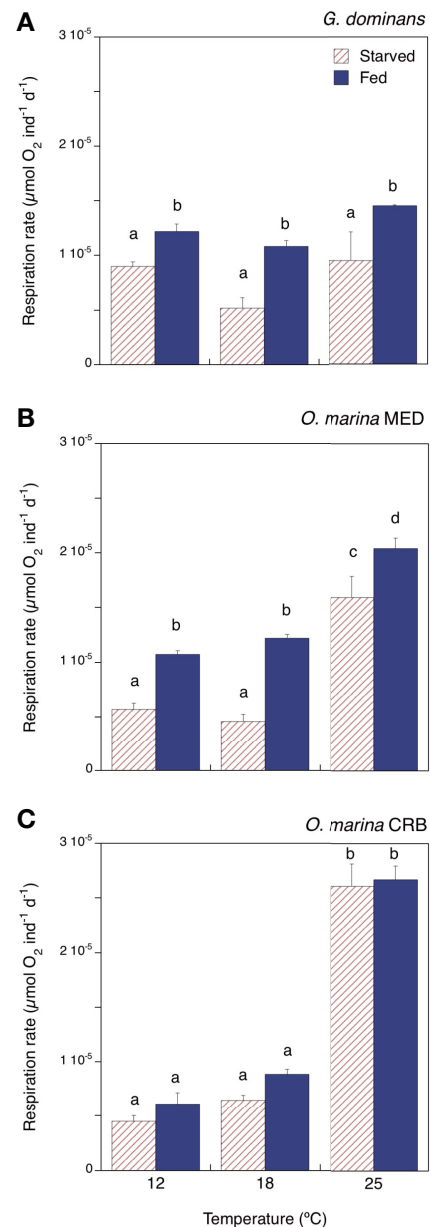 A
G. dominans
3 10-5
Starved
Fed
2 10-5
1 10-5
0
Respiration rate (µmol O2 ind-1 d-1)
a
b
a
b
a
b
B
O. marina MED
3 10-5
2 10-5
1 10-5
0
Respiration rate (µmol O2 ind-1 d-1)
a
b
a
b
c
d
C
O. marina CRB
3 10-5
2 10-5
1 10-5
0
Respiration rate (µmol O2 ind-1 d-1)
a
a
a
a
b
b
12 18 25
Temperature (ºC)